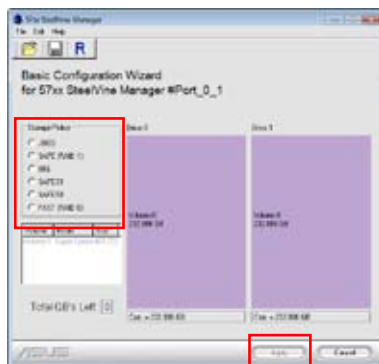 57xx SteelVine Manager
File Edit Help
R
Basic Configuration Wizard
for 57xx SteelVine Manager #Port_0_1
Storage Policy
Drive 0
Drive 1
JBOD
SAFE (RAID 1)
BIG
SAFE33
SAFE50
FAST (RAID 0)
Volume 0
Volume 0
Total GB's Left 0
ASUS
Apply
Cancel